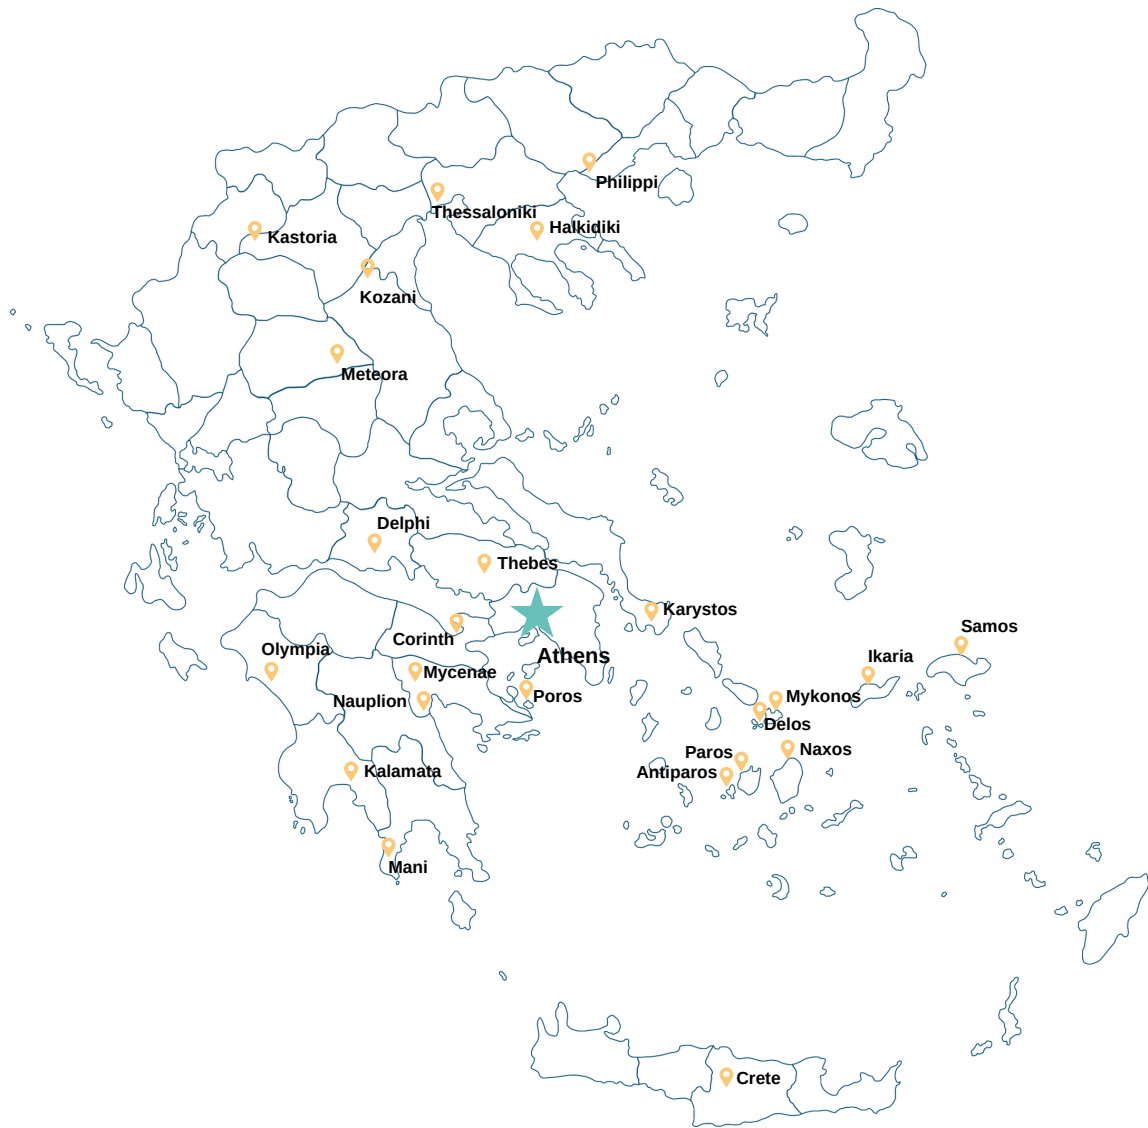 Philippi
Thessaloniki
Halkidiki
Kastoria
Kozani
Meteora
Delphi
Thebes
Karystos
Samos
Corinth
Athens
Olympia
Ikaria
Mycenae
Poros
Mykonos
Nauplion
Delos
Paros
Naxos
Kalamata
Antiparos
Mani
Crete